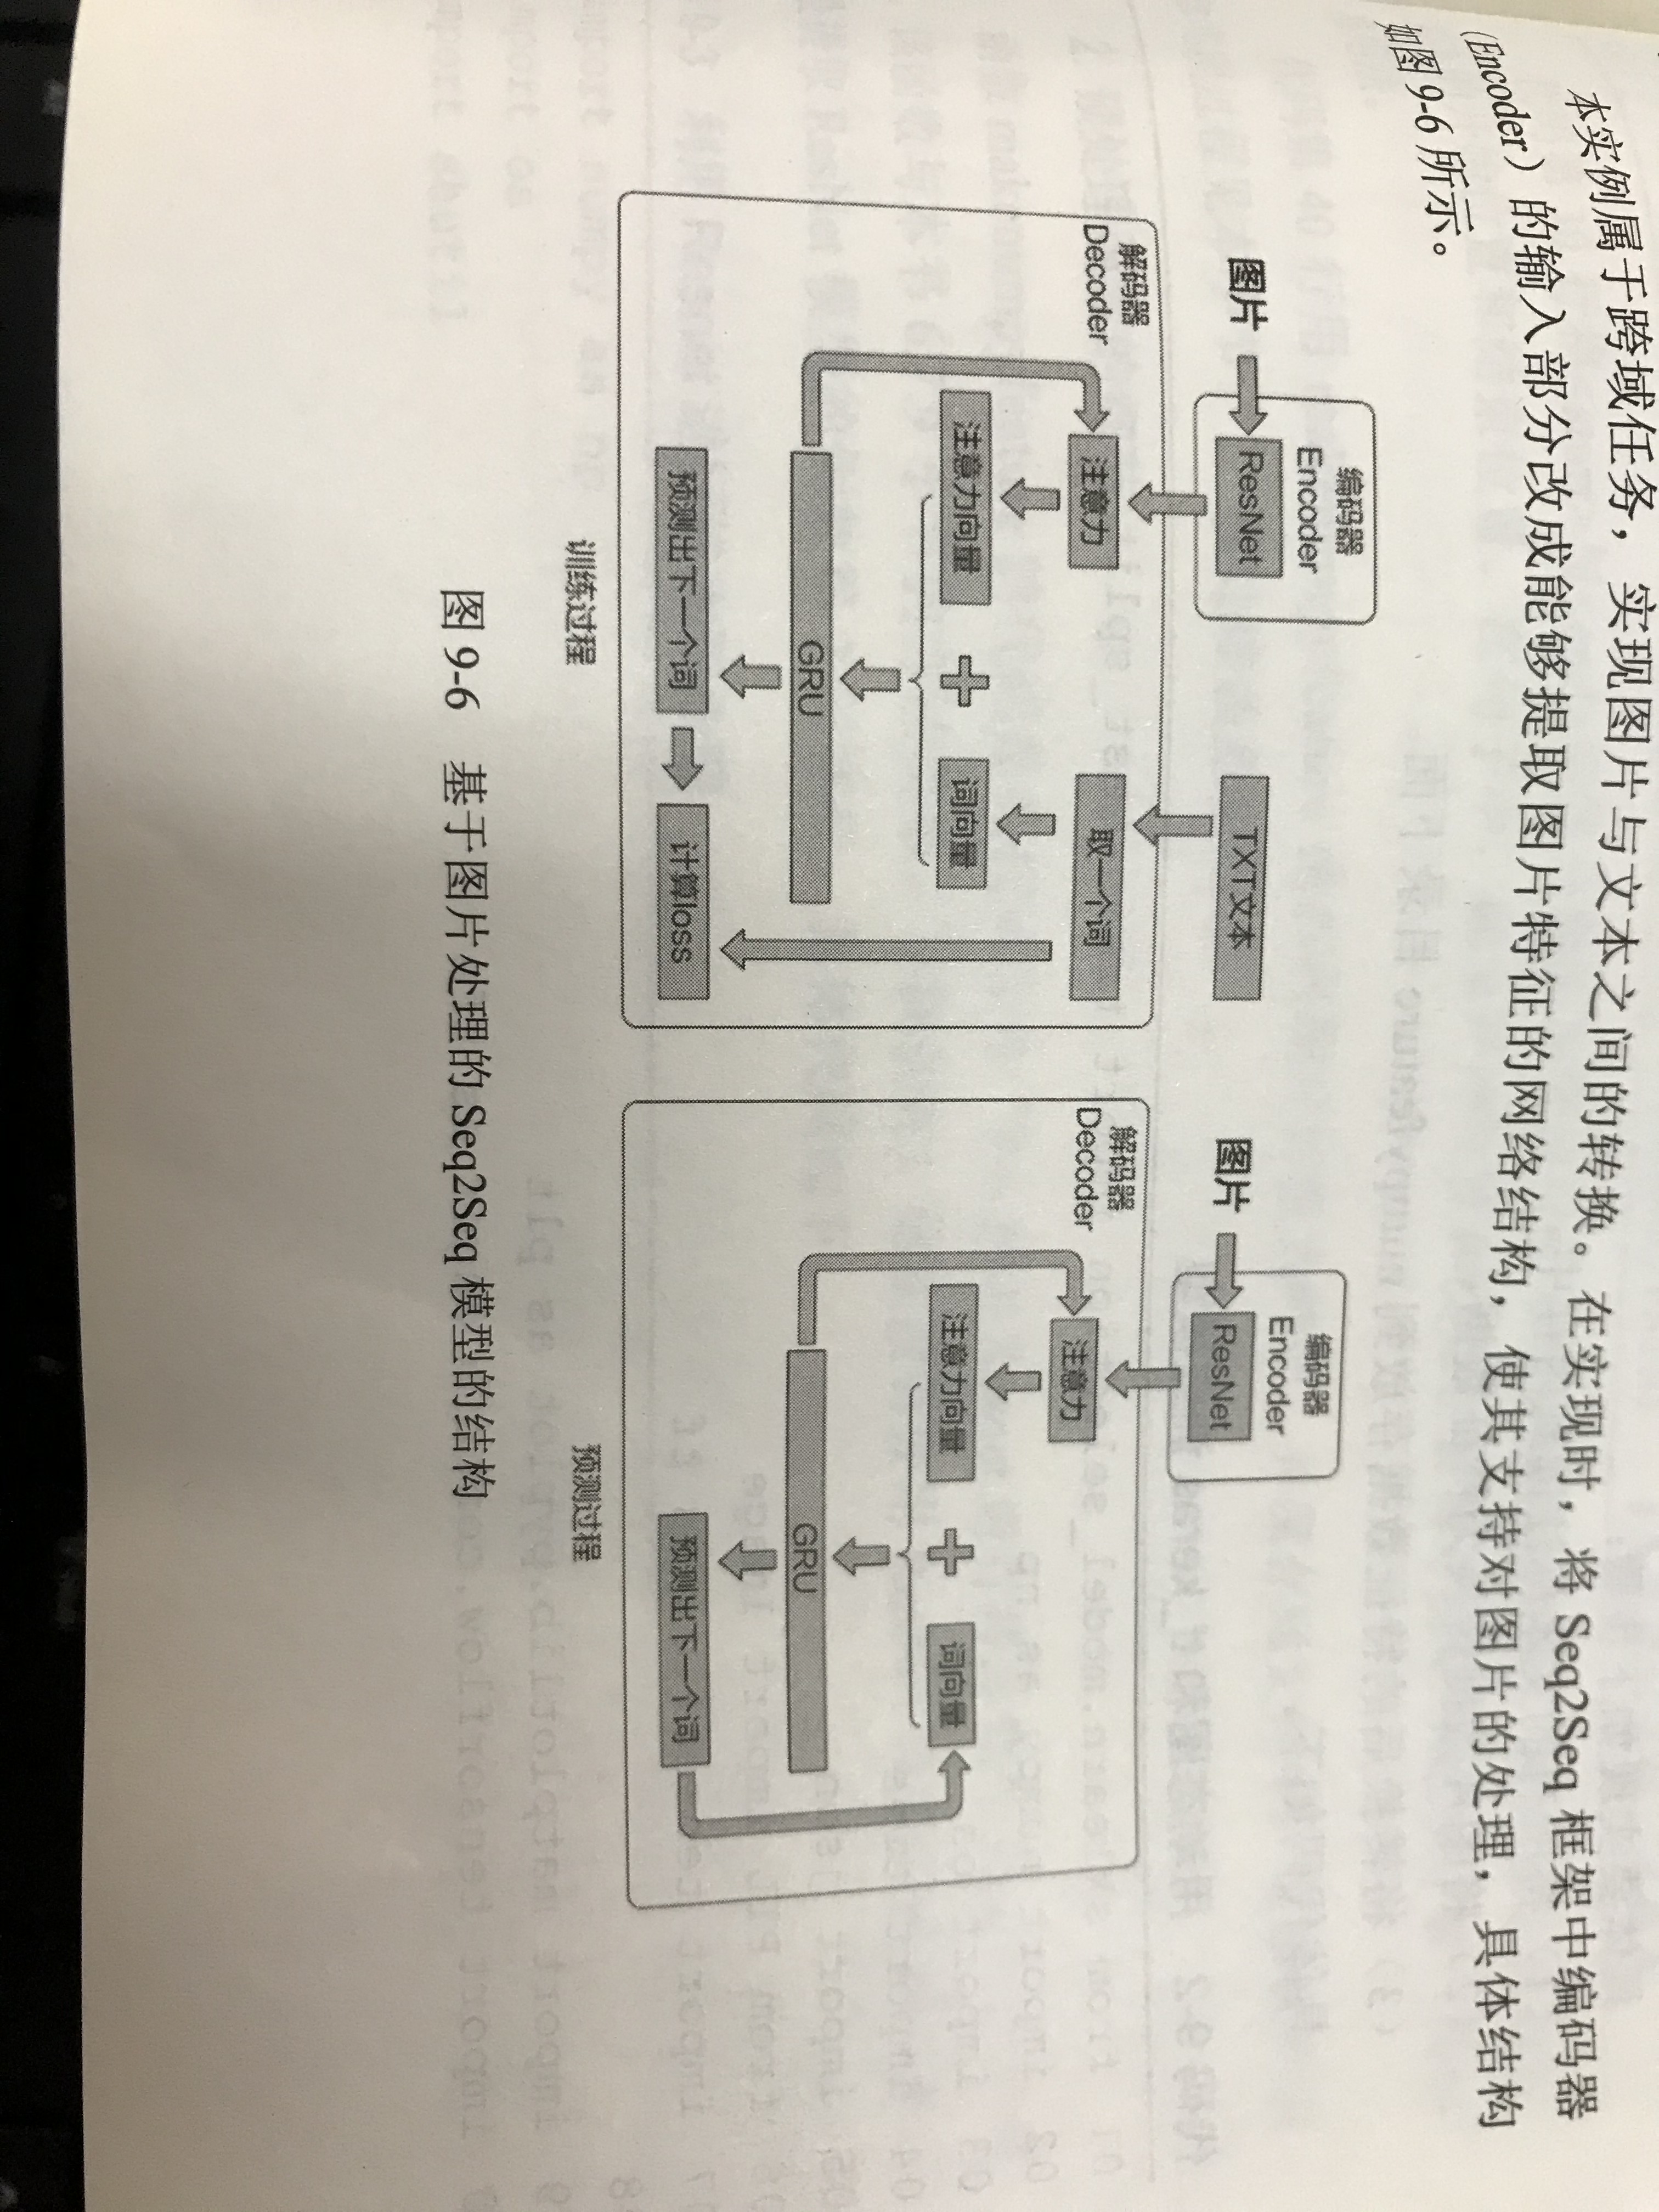 本实例属于跨域任务，实现图片与文本之间的转换。在实现时，将 Seq2Seq 框架中编码器
(Encoder）的输入部分改成能够提取图片特征的网络结构，使其支持对图片的处理，具体结构
如图 9-6 所示。
编码器
Encoder
图片
ResNet
TXT文本
解码器
Decoder
注意力
取一个词
注意力向量
+
词向量
GRU
预测出下一个词
计算loss
训练过程
编码器
Encoder
图片
ResNet
解码器
Decoder
注意力
注意力向量
+
词向量
GRU
预测出下一个词
预测过程
图 9-6 基于图片处理的 Seq2Seq 模型的结构